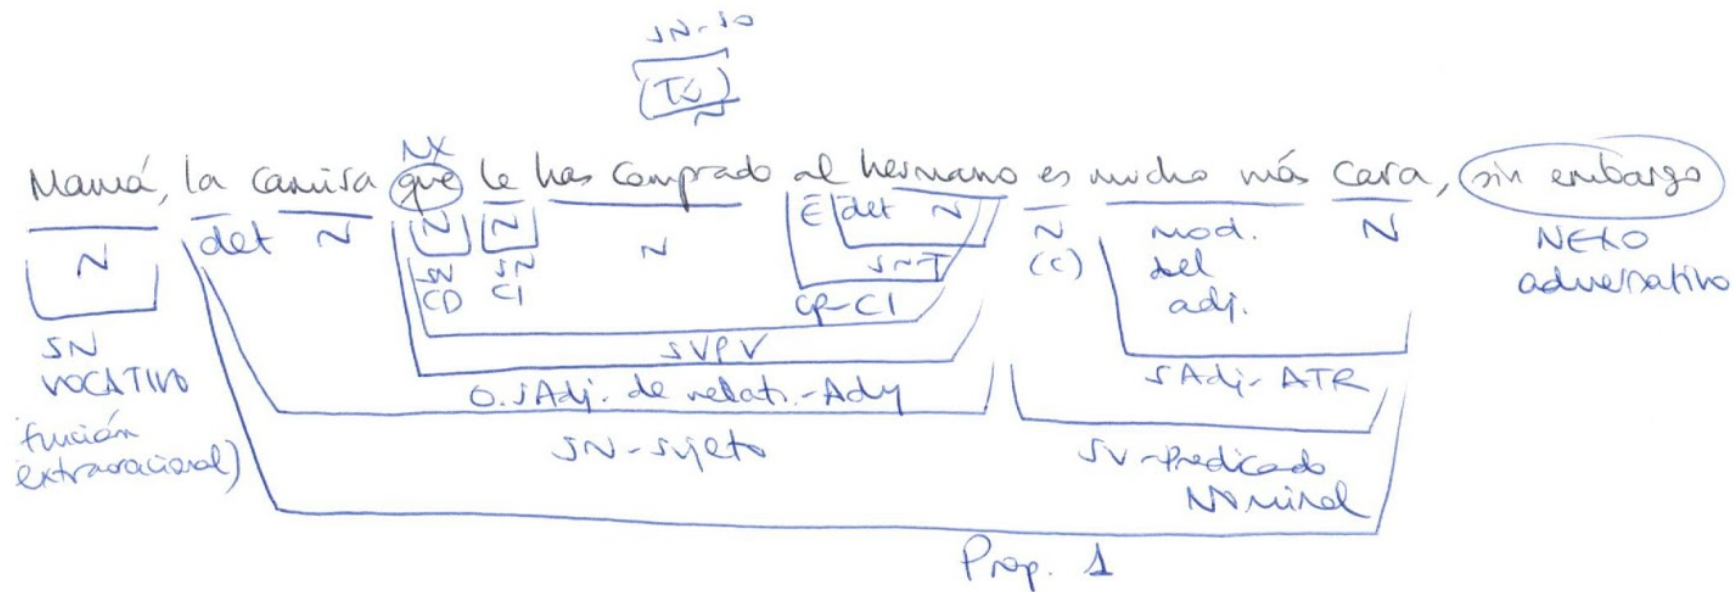 SN-SO
(Tú)
N
NX
Mamá, la camisa que le has comprado al hermano es mucho más cara, sin embargo
N det N N N N E det N N (c) mod. del adj. N NEXO adversativo
SN CD SN CI SN-T
CP-CI
SN VOCATIVO SVPV SAdj-ATR
O.SAdj. de relat.-Ady
función extraoracional) SN-sujeto SV-Predicado Nominal
Prop. 1